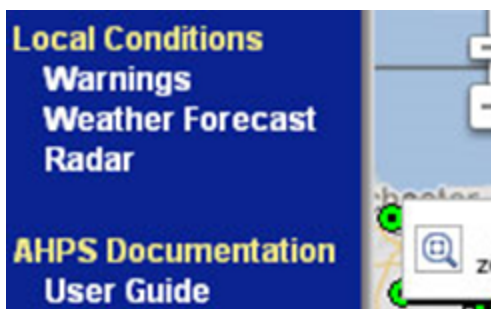 Local Conditions
Warnings
Weather Forecast
Radar
AHPS Documentation
User Guide